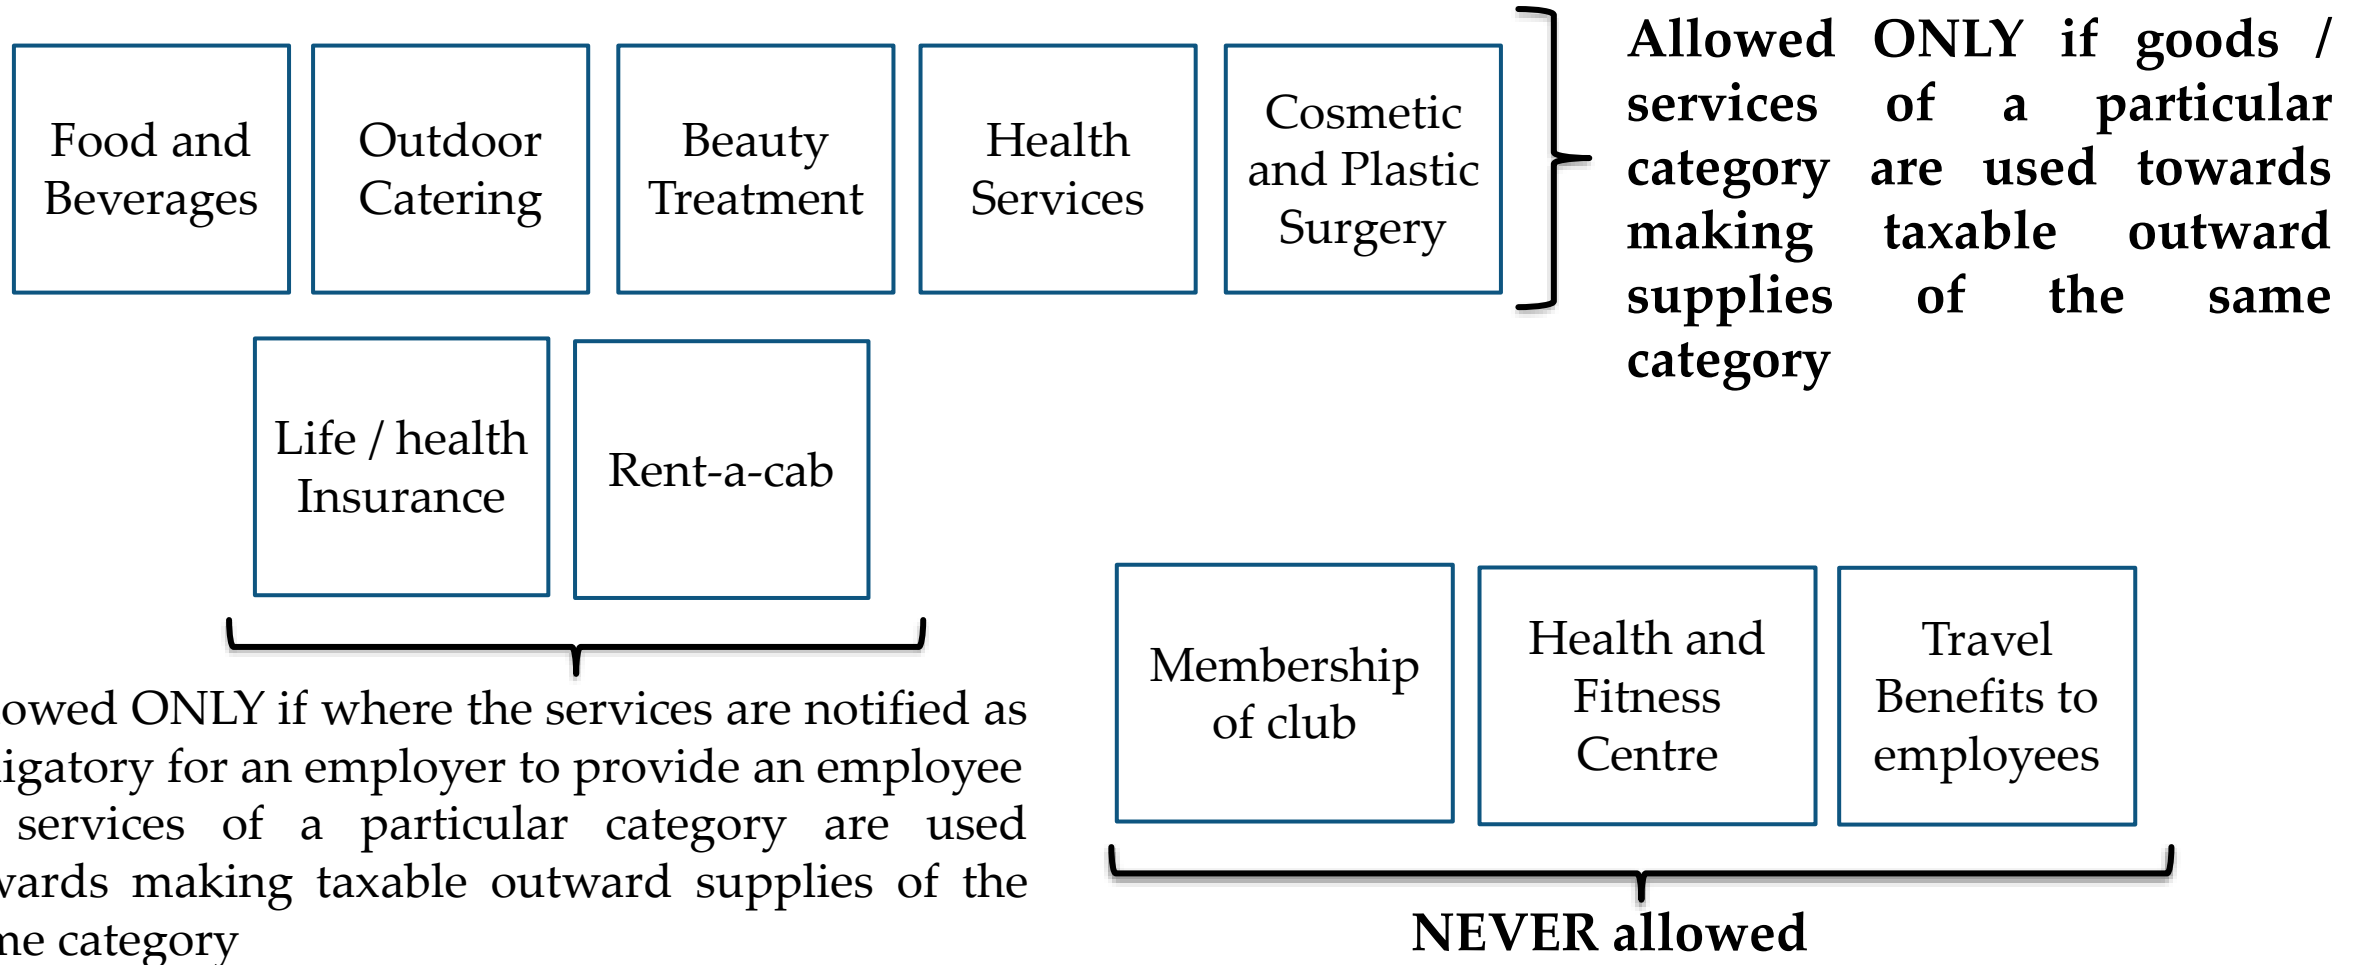 Food and
Beverages
Outdoor
Catering
Beauty
Treatment
Health
Services
Cosmetic
and Plastic
Surgery
Allowed ONLY if goods /
services of a particular
category are used towards
making taxable outward
supplies of the same
category
Life / health
Insurance
Rent-a-cab
owed ONLY if where the services are notified as
igatory for an employer to provide an employee
services of a particular category are used
wards making taxable outward supplies of the
me category
Membership
of club
Health and
Fitness
Centre
Travel
Benefits to
employees
NEVER allowed